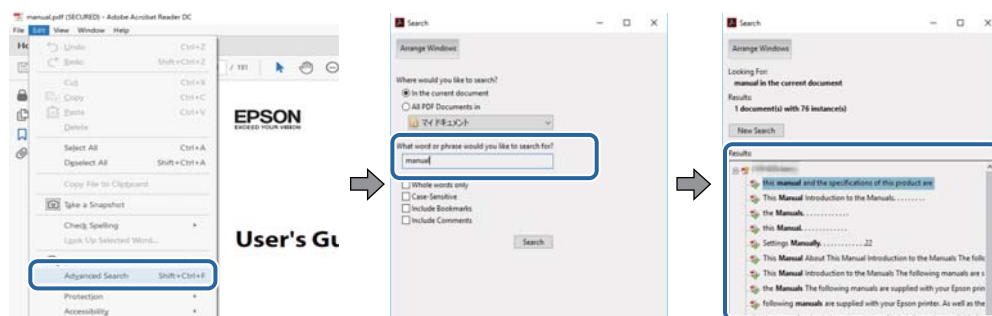 manual.pdf (SECURED) - Adobe Acrobat Reader DC
File Edit View Window Help
Undo Ctrl+Z
Redo Shift+Ctrl+Z
Cut Ctrl+X
Copy Ctrl+C
Paste Ctrl+V
Delete
Select All Ctrl+A
Deselect All Shift+Ctrl+A
Copy File to Clipboard
Take a Snapshot
Check Spelling
Look Up Selected Word...
Advanced Search Shift+Ctrl+F
Protection
Accessibility
/ 181
EPSON
EXCEED YOUR VISION
User's Gu
Search
Arrange Windows
Where would you like to search?
In the current document
All PDF Documents in
マイ ドキュメント
What word or phrase would you like to search for?
manual
Whole words only
Case-Sensitive
Include Bookmarks
Include Comments
Search
Search
Arrange Windows
Looking For:
manual in the current document
Results:
1 document(s) with 76 instance(s)
New Search
Results:
this manual and the specifications of this product are
This Manual Introduction to the Manuals. . . . . . . . .
the Manuals. . . . . . . . . . . .
this Manual. . . . . . . . . . . .
Settings Manually. . . . . . . . . . . .22
This Manual About This Manual Introduction to the Manuals The follo
This Manual Introduction to the Manuals The following manuals are s
the Manuals The following manuals are supplied with your Epson prin
following manuals are supplied with your Epson printer. As well as the